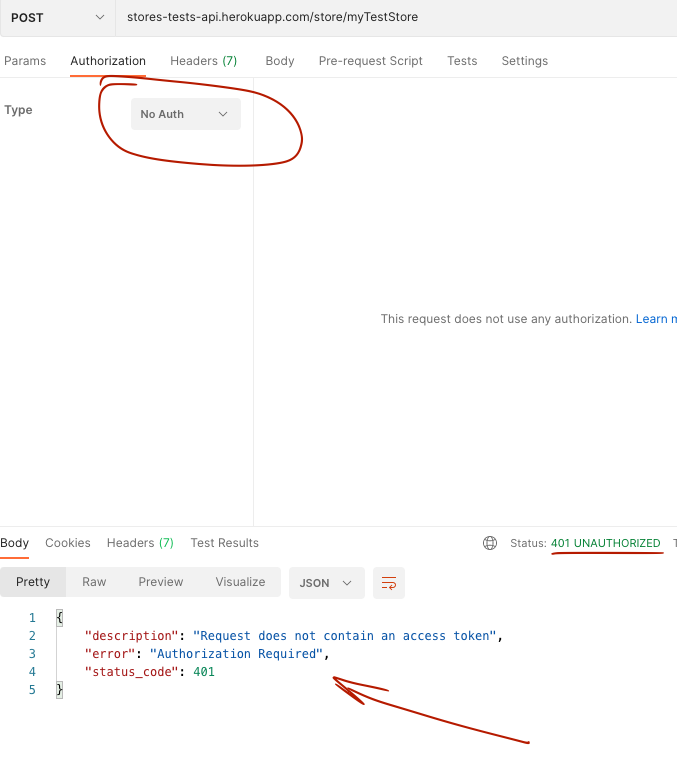 POST stores-tests-api.herokuapp.com/store/myTestStore
Params Authorization Headers (7) Body Pre-request Script Tests Settings
Type No Auth
This request does not use any authorization. Learn m
Body Cookies Headers (7) Test Results Status: 401 UNAUTHORIZED T
Pretty Raw Preview Visualize JSON
1 {
2 "description": "Request does not contain an access token",
3 "error": "Authorization Required",
4 "status_code": 401
5 }